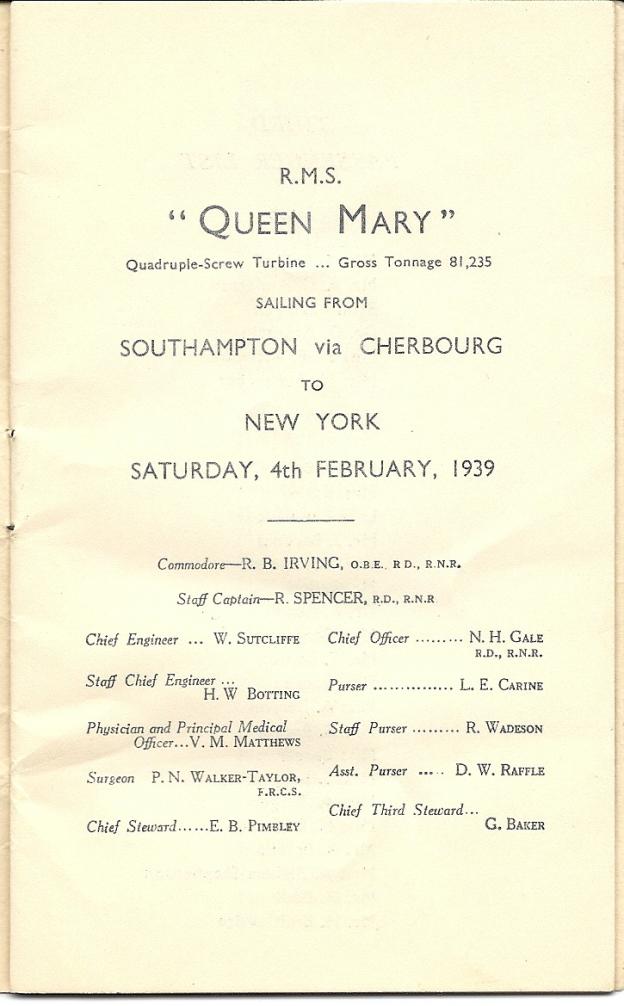 R.M.S.
“QUEEN MARY”
Quadruple-Screw Turbine ... Gross Tonnage 81,235
SAILING FROM
SOUTHAMPTON via CHERBOURG
TO
NEW YORK
SATURDAY, 4th FEBRUARY, 1939
Commodore—R. B. IRVING, O.B.E. R D., R.N.R.
Staff Captain—R. SPENCER, R.D., R.N.R
Chief Engineer ... W. SUTCLIFFE
Staff Chief Engineer ...
H. W BOTTING
Physician and Principal Medical
Officer...V. M. MATTHEWS
Surgeon P. N. WALKER-TAYLOR,
F.R.C.S.
Chief Steward......E. B. PIMBLEY
Chief Officer ......... N. H. GALE
R.D., R.N.R.
Purser ............... L. E. CARINE
Staff Purser ......... R. WADESON
Asst. Purser ..... D. W. RAFFLE
Chief Third Steward...
G. BAKER